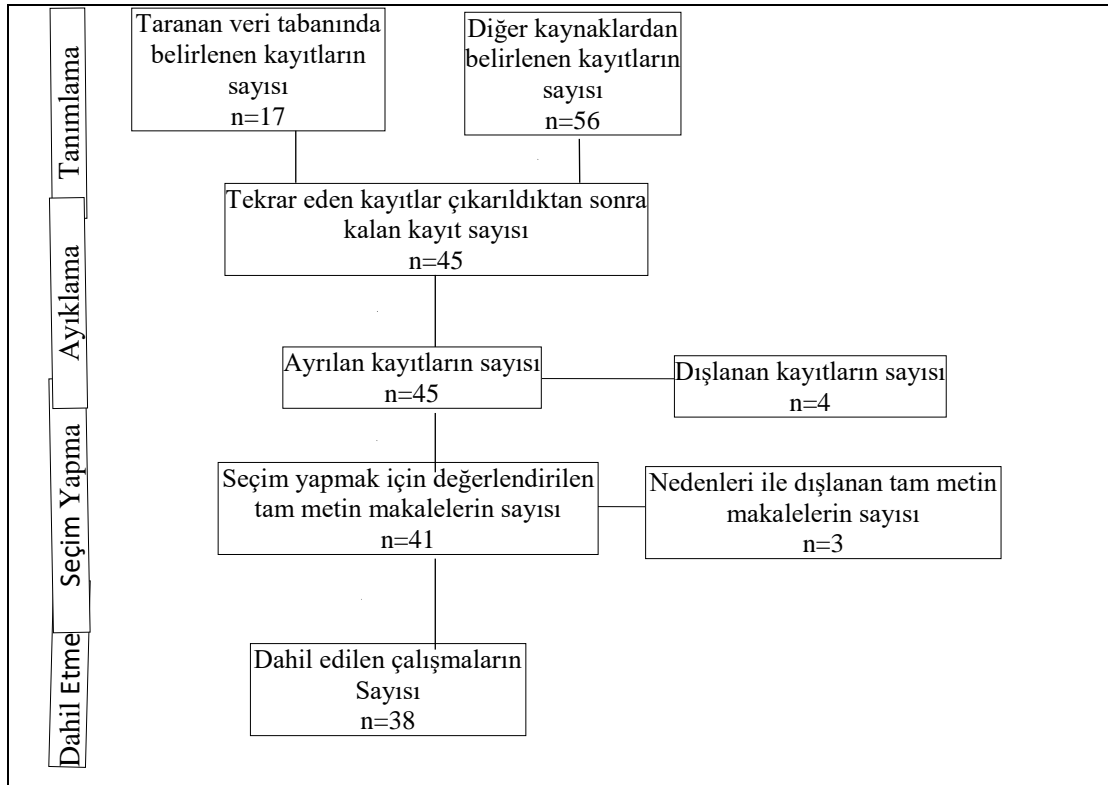 Tanımlama
Taranan veri tabanında
belirlenen kayıtların
sayısı
n=17
Diğer kaynaklardan
belirlenen kayıtların
sayısı
n=56
Tekrar eden kayıtlar çıkarıldıktan sonra
kalan kayıt sayısı
n=45
Ayıklama
Ayrılan kayıtların sayısı
n=45
Dışlanan kayıtların sayısı
n=4
Seçim Yapma
Seçim yapmak için değerlendirilen
tam metin makalelerin sayısı
n=41
Nedenleri ile dışlanan tam metin
makalelerin sayısı
n=3
Dahil Etme
Dahil edilen çalışmaların
Sayısı
n=38